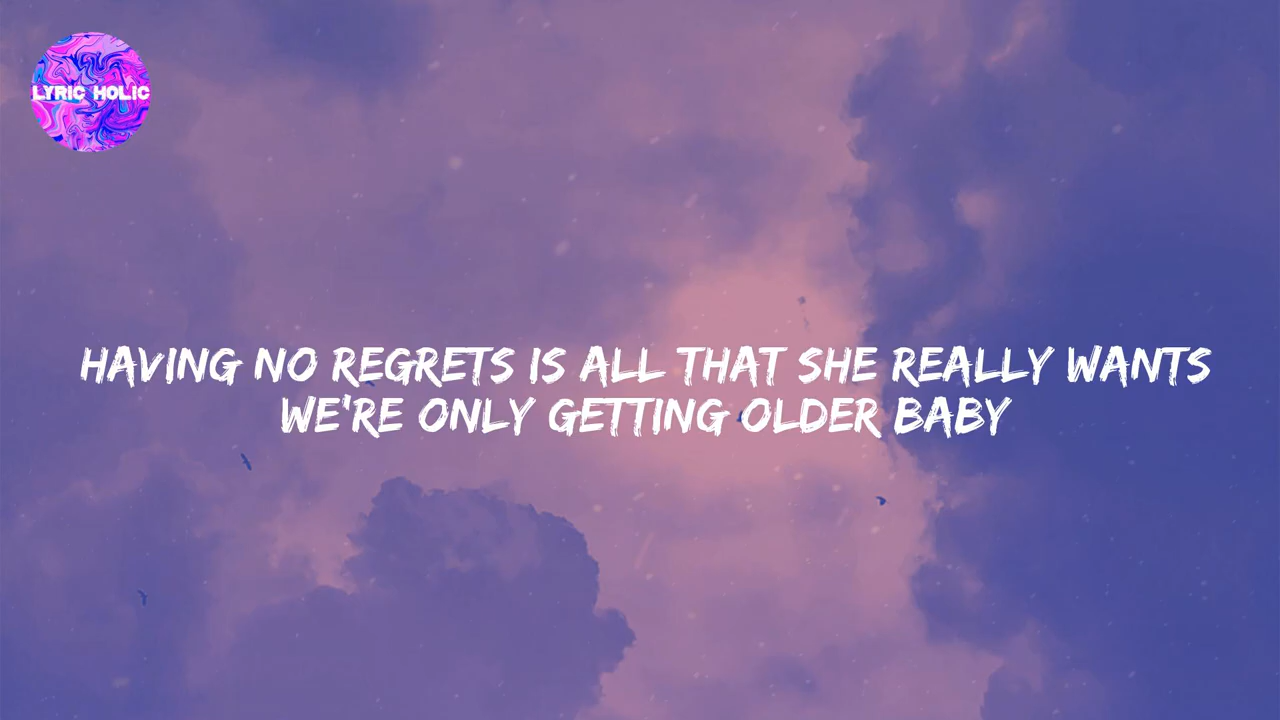 LYRIC HOLIC
HAVING NO REGRETS IS ALL THAT SHE REALLY WANTS
WE'RE ONLY GETTING OLDER BABY